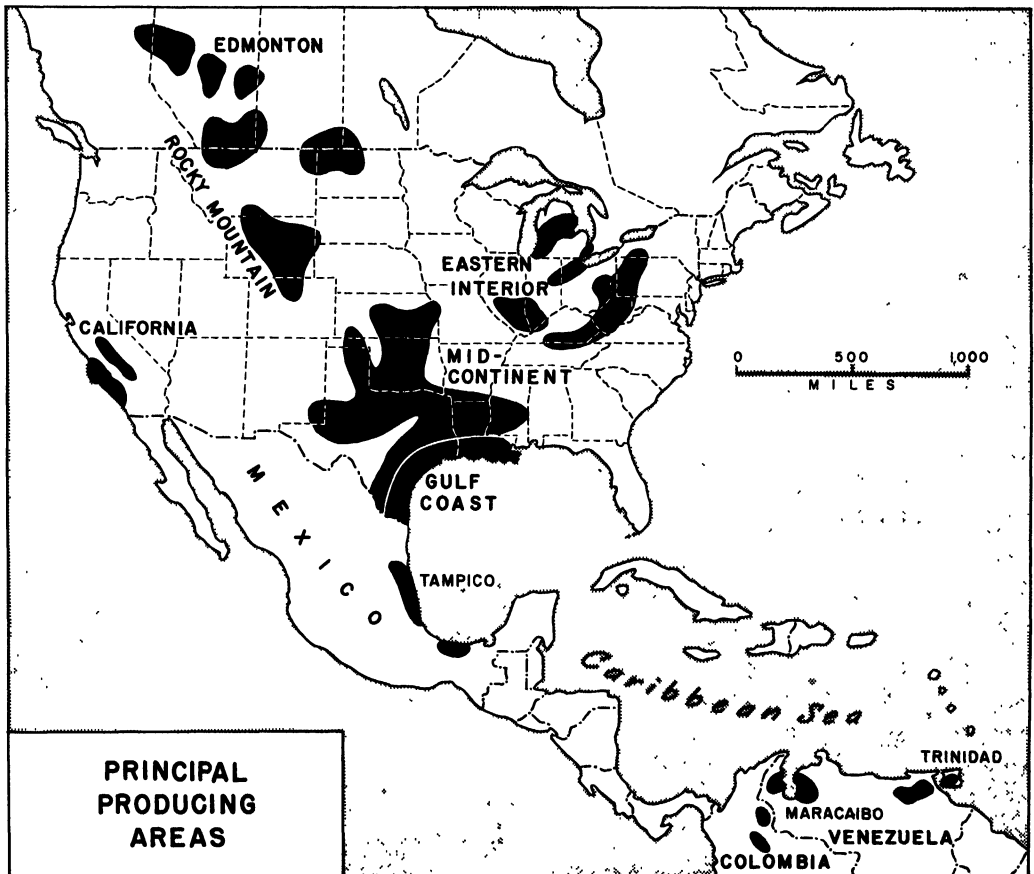 EDMONTON
ROCKY MOUNTAIN
EASTERN
INTERIOR
CALIFORNIA
MID-
CONTINENT
0 500 1,000
MILES
GULF
COAST
MEXICO
TAMPICO
Caribbean Sea
PRINCIPAL
PRODUCING
AREAS
TRINIDAD
MARACAIBO
VENEZUELA
COLOMBIA